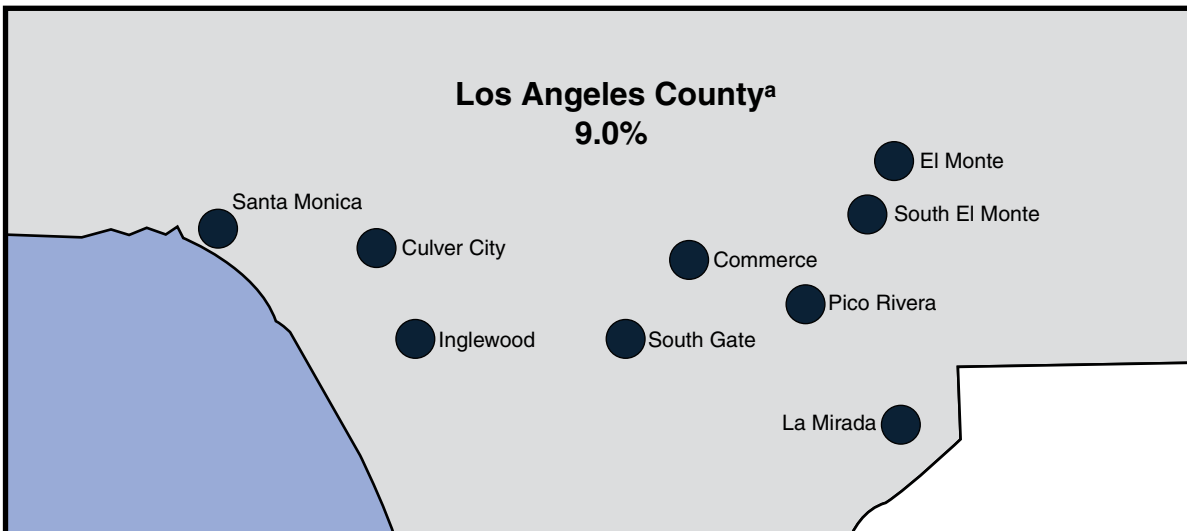 Los Angeles Countyᵃ
9.0%
El Monte
Santa Monica
South El Monte
Culver City
Commerce
Pico Rivera
Inglewood
South Gate
La Mirada